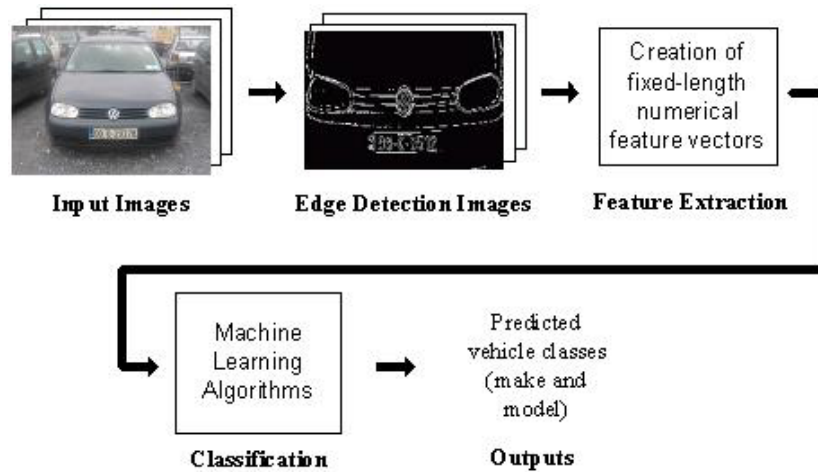 Creation of
fixed-length
numerical
feature vectors
Input Images
Edge Detection Images
Feature Extraction
Machine
Learning
Algorithms
Predicted
vehicle classes
(make and
model)
Classification
Outputs